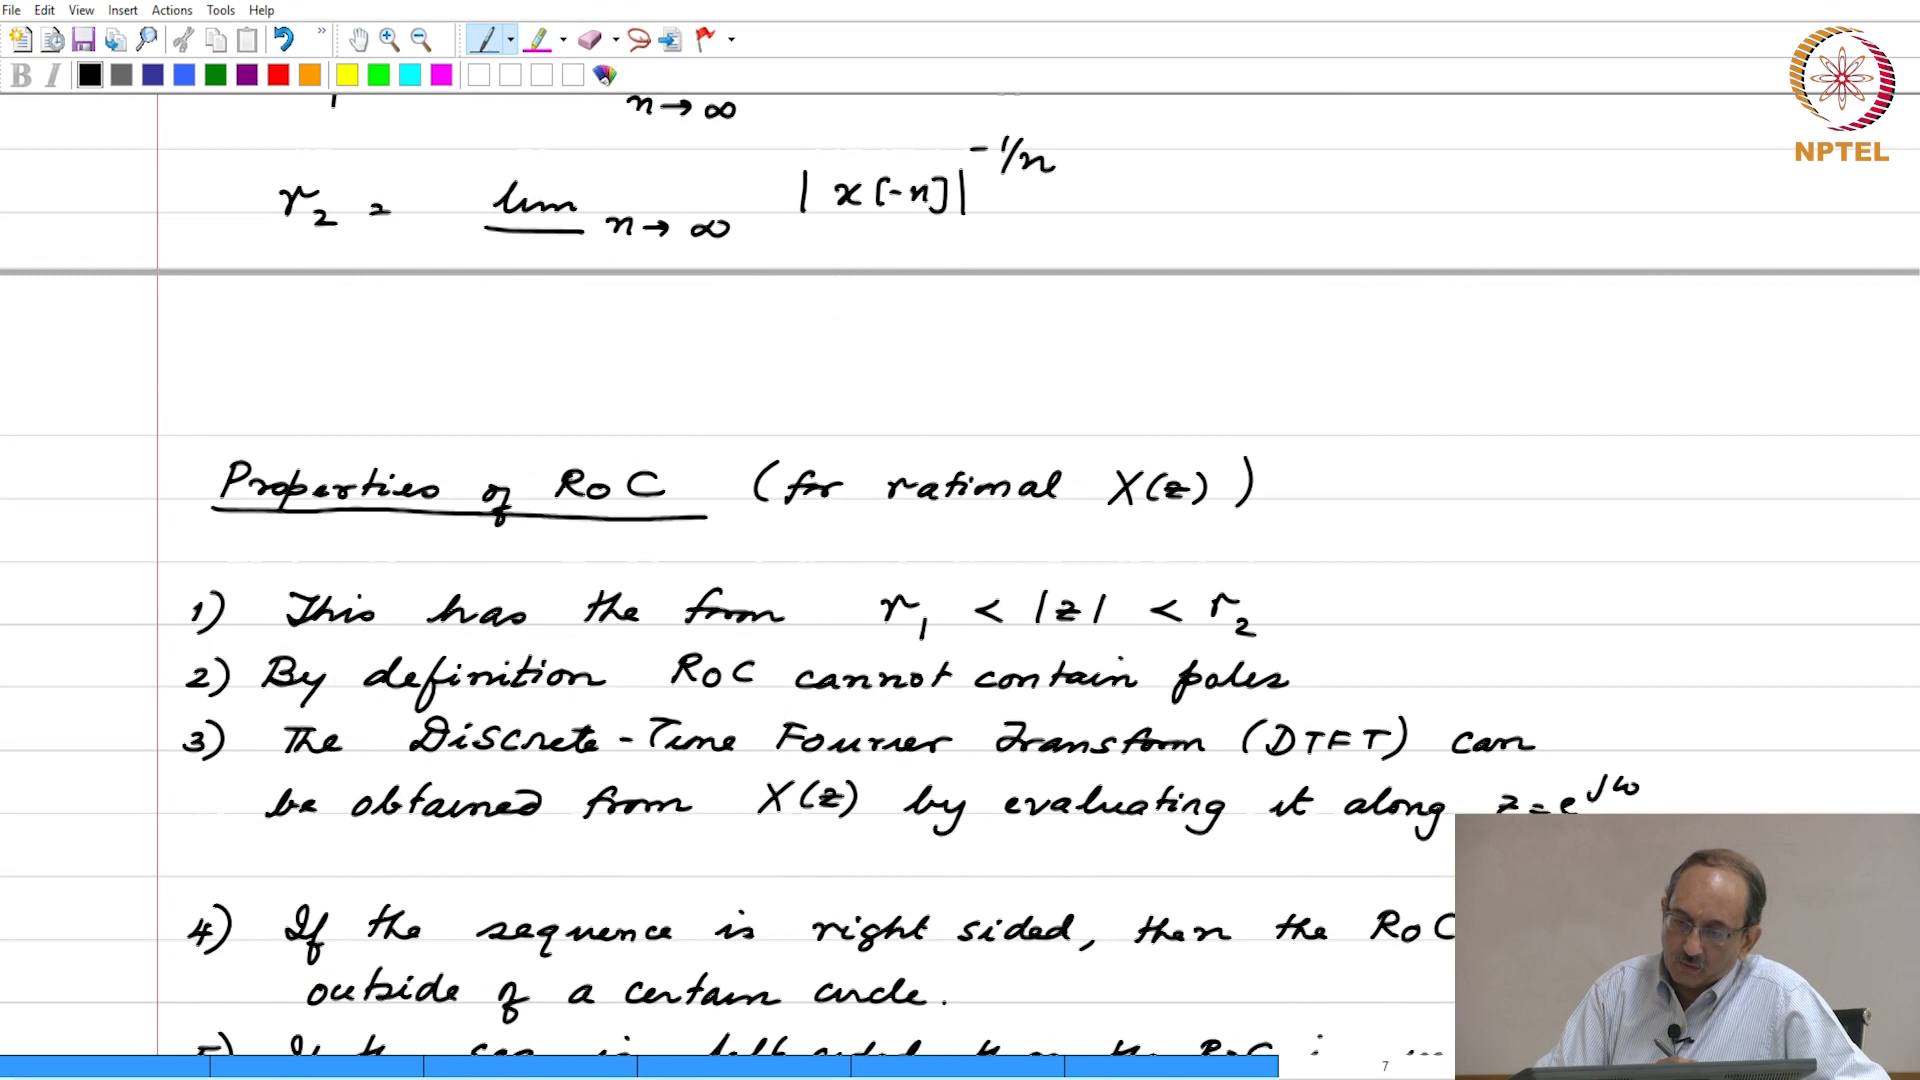 File Edit View Insert Actions Tools Help
B I
NPTEL
n → ∞
r₂ = lim n → ∞ |x[-n]|^(-1/n)
Properties of RoC (for rational X(z))
1) This has the form r₁ < |z| < r₂
2) By definition RoC cannot contain poles
3) The Discrete-Time Fourier Transform (DTFT) can
be obtained from X(z) by evaluating it along z = e^(jω)
4) If the sequence is right sided, then the RoC
outside of a certain circle.
5)
7